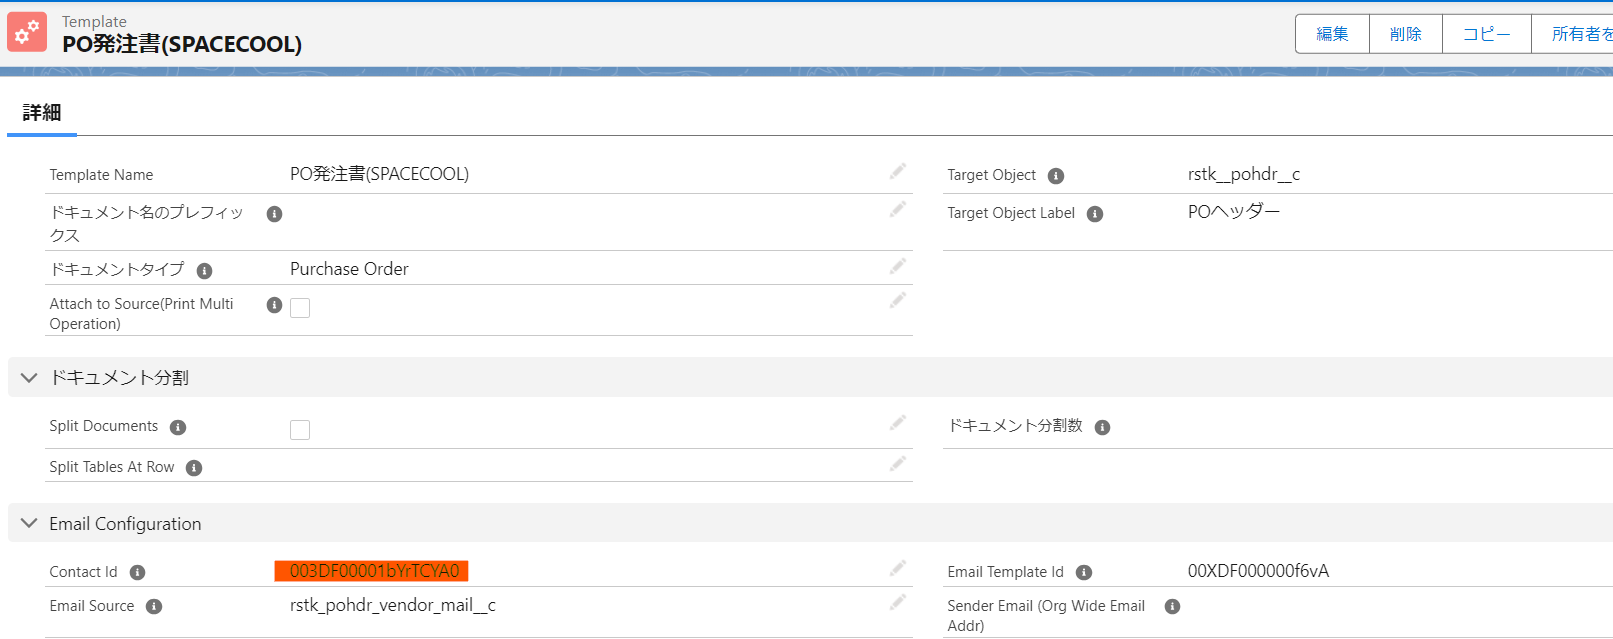 Template
PO発注書(SPACECOOL)
編集
削除
コピー
所有者を
詳細
Template Name
PO発注書(SPACECOOL)
Target Object
rstk__pohdr__c
ドキュメント名のプレフィッ
クス
Target Object Label
POヘッダー
ドキュメントタイプ
Purchase Order
Attach to Source(Print Multi
Operation)
ドキュメント分割
Split Documents
ドキュメント分割数
Split Tables At Row
Email Configuration
Contact Id
003DF00001bYrTCYA0
Email Template Id
00XDF000000f6vA
Email Source
rstk_pohdr_vendor_mail__c
Sender Email (Org Wide Email
Addr)